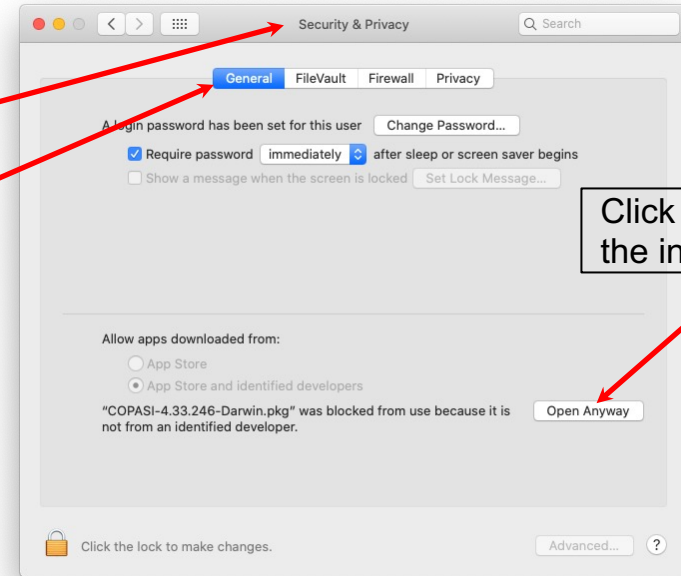 Security & Privacy
Search
General FileVault Firewall Privacy
A login password has been set for this user Change Password...
Require password immediately after sleep or screen saver begins
Show a message when the screen is locked Set Lock Message...
Click
the
Allow apps downloaded from:
App Store
App Store and identified developers
"COPASI-4.33.246-Darwin.pkg" was blocked from use because it is
not from an identified developer.
Open Anyway
Click the lock to make changes.
Advanced... ?